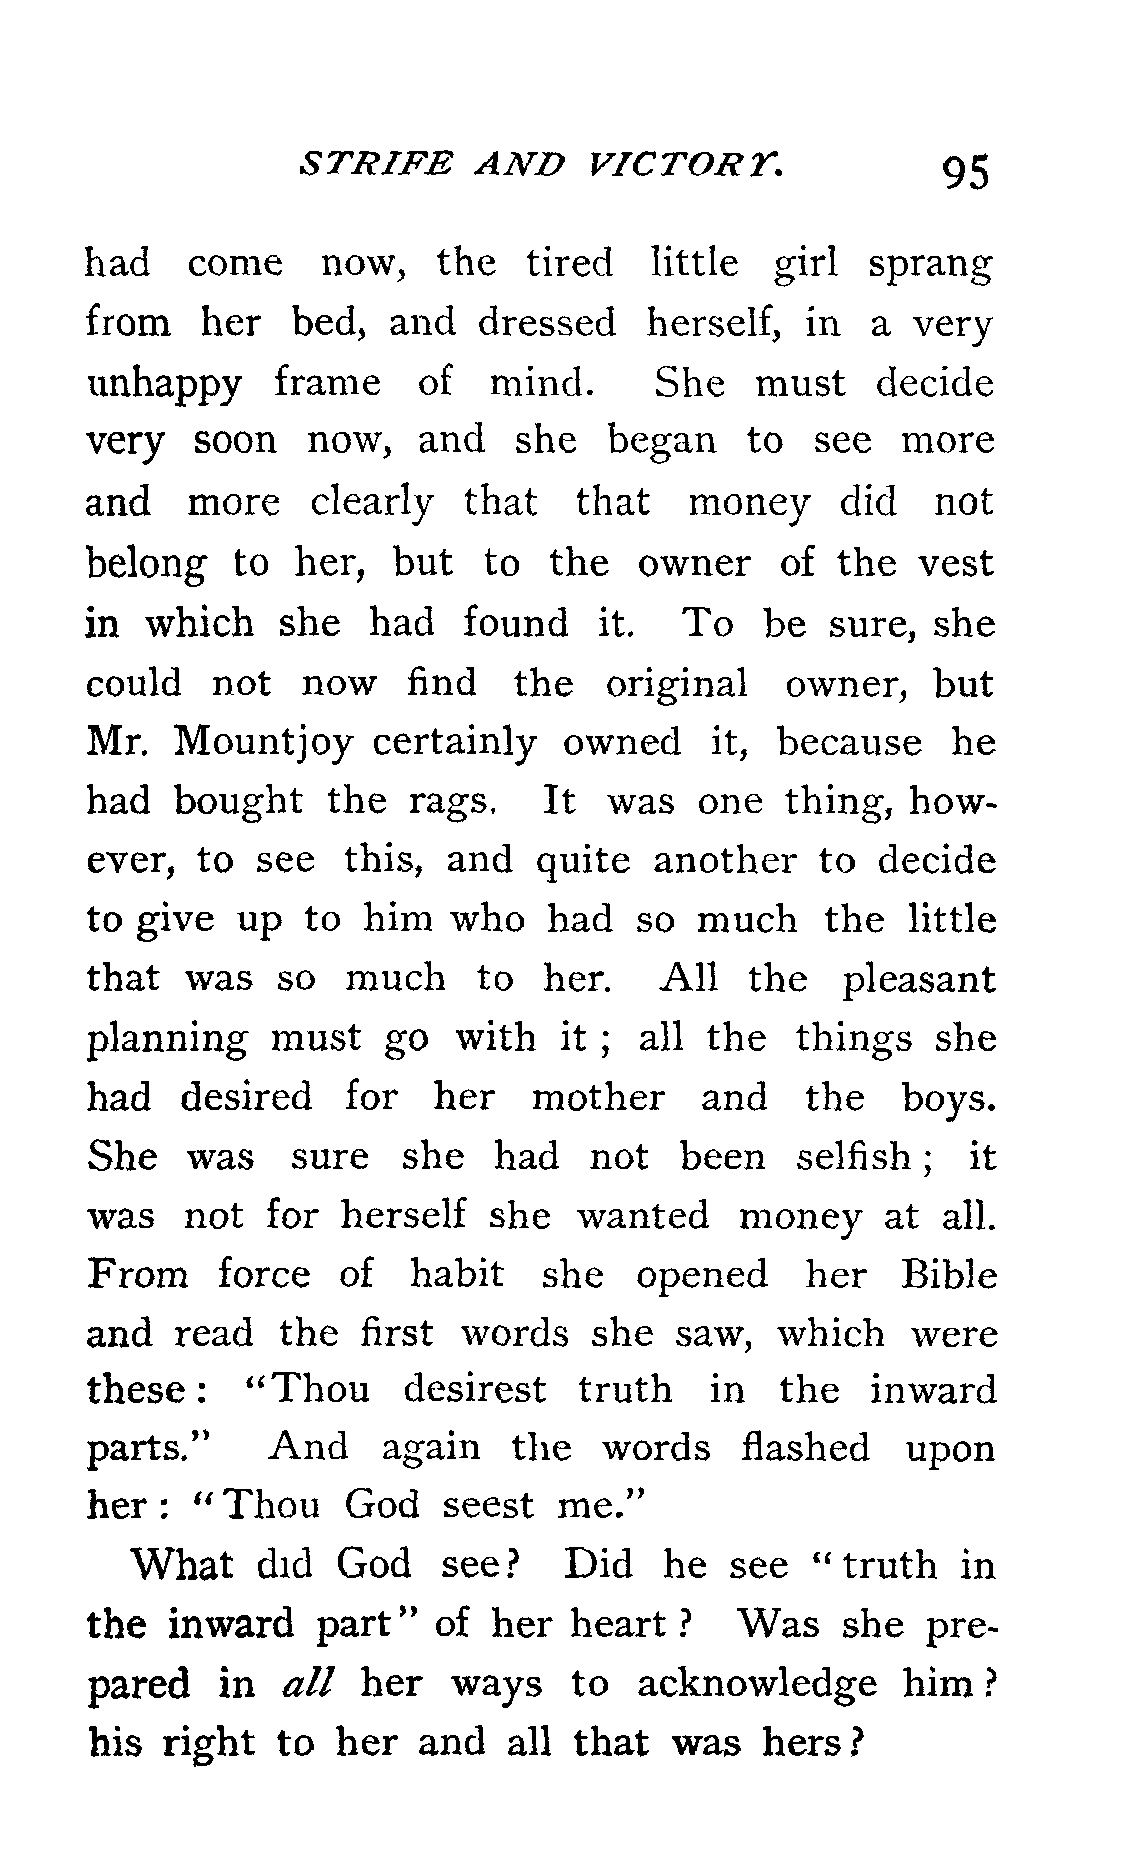 STRIFE AND VICTORY. 95
had come now, the tired little girl sprang
from her bed, and dressed herself, in a very
unhappy frame of mind. She must decide
very soon now, and she began to see more
and more clearly that that money did not
belong to her, but to the owner of the vest
in which she had found it. To be sure, she
could not now find the original owner, but
Mr. Mountjoy certainly owned it, because he
had bought the rags. It was one thing, how-
ever, to see this, and quite another to decide
to give up to him who had so much the little
that was so much to her. All the pleasant
planning must go with it ; all the things she
had desired for her mother and the boys.
She was sure she had not been selfish ; it
was not for herself she wanted money at all.
From force of habit she opened her Bible
and read the first words she saw, which were
these : "Thou desirest truth in the inward
parts." And again the words flashed upon
her : "Thou God seest me."
What did God see? Did he see "truth in
the inward part" of her heart ? Was she pre-
pared in all her ways to acknowledge him ?
his right to her and all that was hers ?